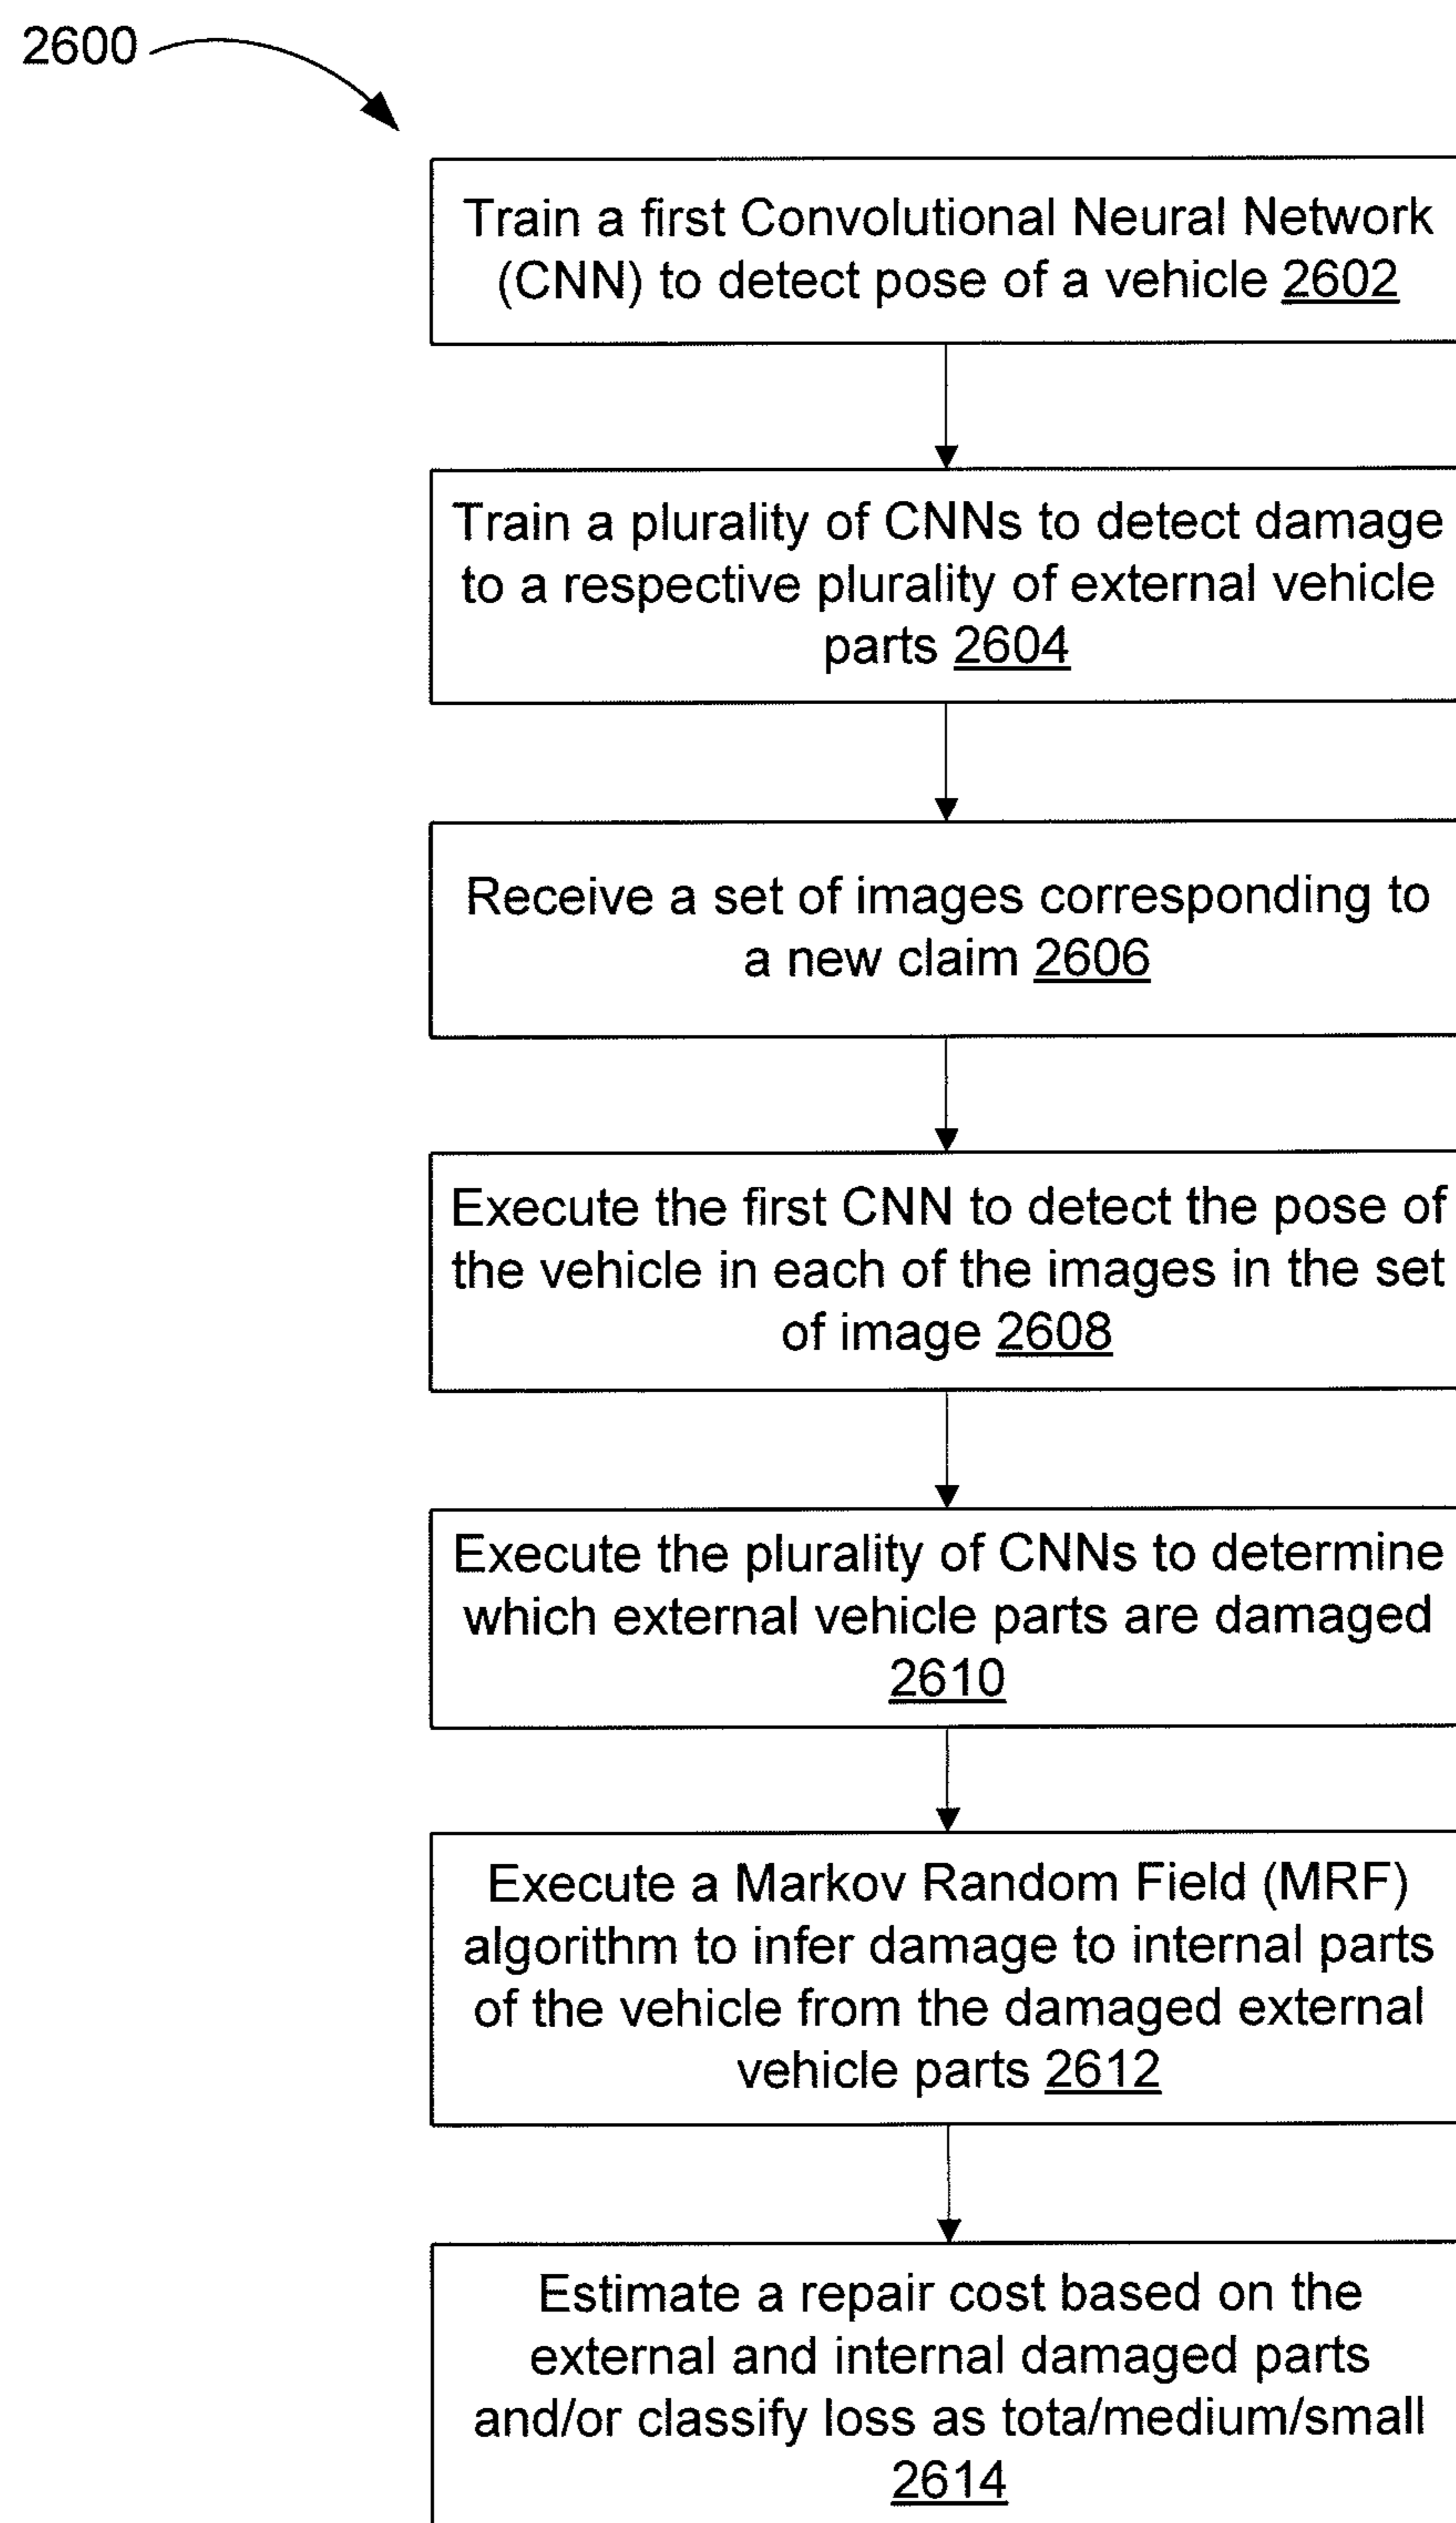 2600
Train a first Convolutional Neural Network
(CNN) to detect pose of a vehicle 2602
Train a plurality of CNNs to detect damage
to a respective plurality of external vehicle
parts 2604
Receive a set of images corresponding to
a new claim 2606
Execute the first CNN to detect the pose of
the vehicle in each of the images in the set
of image 2608
Execute the plurality of CNNs to determine
which external vehicle parts are damaged
2610
Execute a Markov Random Field (MRF)
algorithm to infer damage to internal parts
of the vehicle from the damaged external
vehicle parts 2612
Estimate a repair cost based on the
external and internal damaged parts
and/or classify loss as tota/medium/small
2614